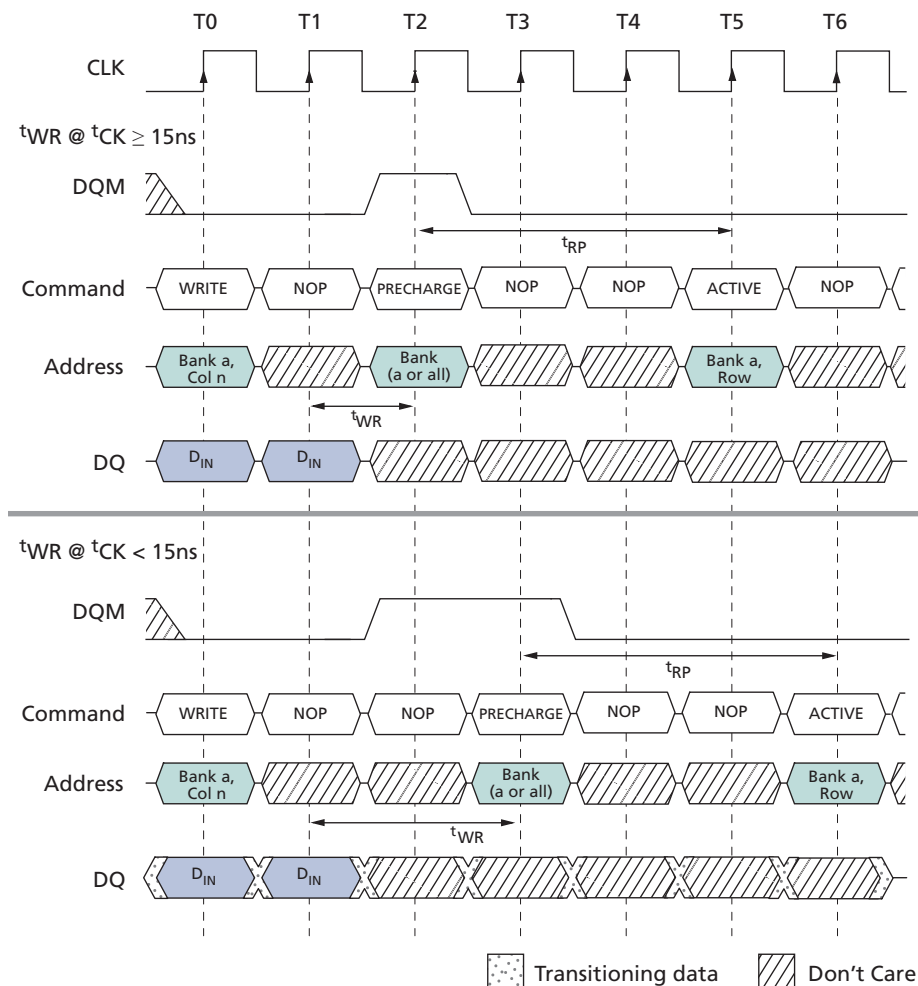 T0 T1 T2 T3 T4 T5 T6
CLK
tWR @ tCK ≥ 15ns
DQM
tRP
Command WRITE NOP PRECHARGE NOP NOP ACTIVE NOP
Address Bank a, Bank Bank a,
Col n (a or all) Row
tWR
DQ DIN DIN
tWR @ tCK < 15ns
DQM
tRP
Command WRITE NOP NOP PRECHARGE NOP NOP ACTIVE
Address Bank a, Bank Bank a,
Col n (a or all) Row
tWR
DQ DIN DIN
Transitioning data Don't Care